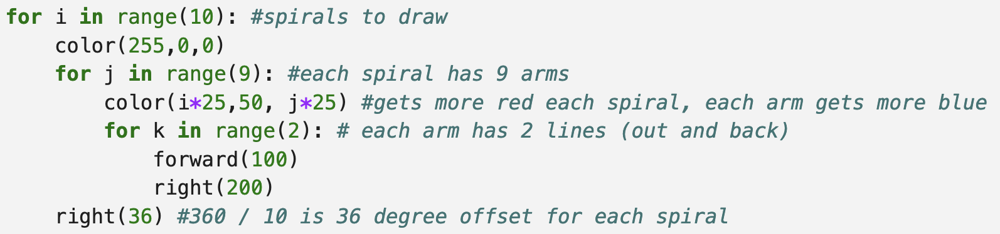 for i in range(10): #spirals to draw
    color(255,0,0)
    for j in range(9): #each spiral has 9 arms
        color(i*25,50, j*25) #gets more red each spiral, each arm gets more blue
        for k in range(2): # each arm has 2 lines (out and back)
            forward(100)
            right(200)
    right(36) #360 / 10 is 36 degree offset for each spiral